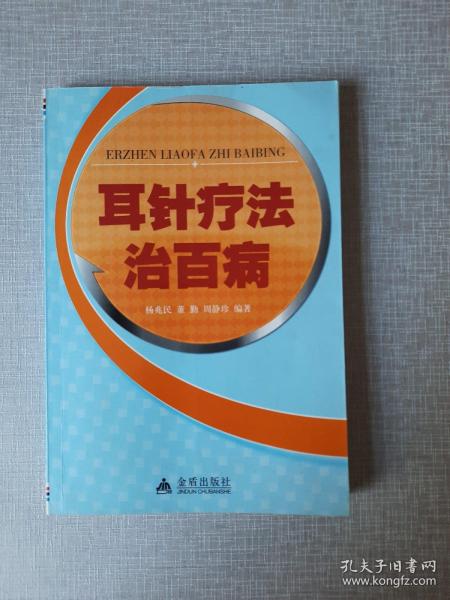 ERZHEN LIAOFA ZHI BAIBING
耳针疗法
治百病
杨兆民 董 勤 周静珍 编著
金盾出版社
JINDUN CHUBANSHE
孔夫子旧书网
www.kongfz.com